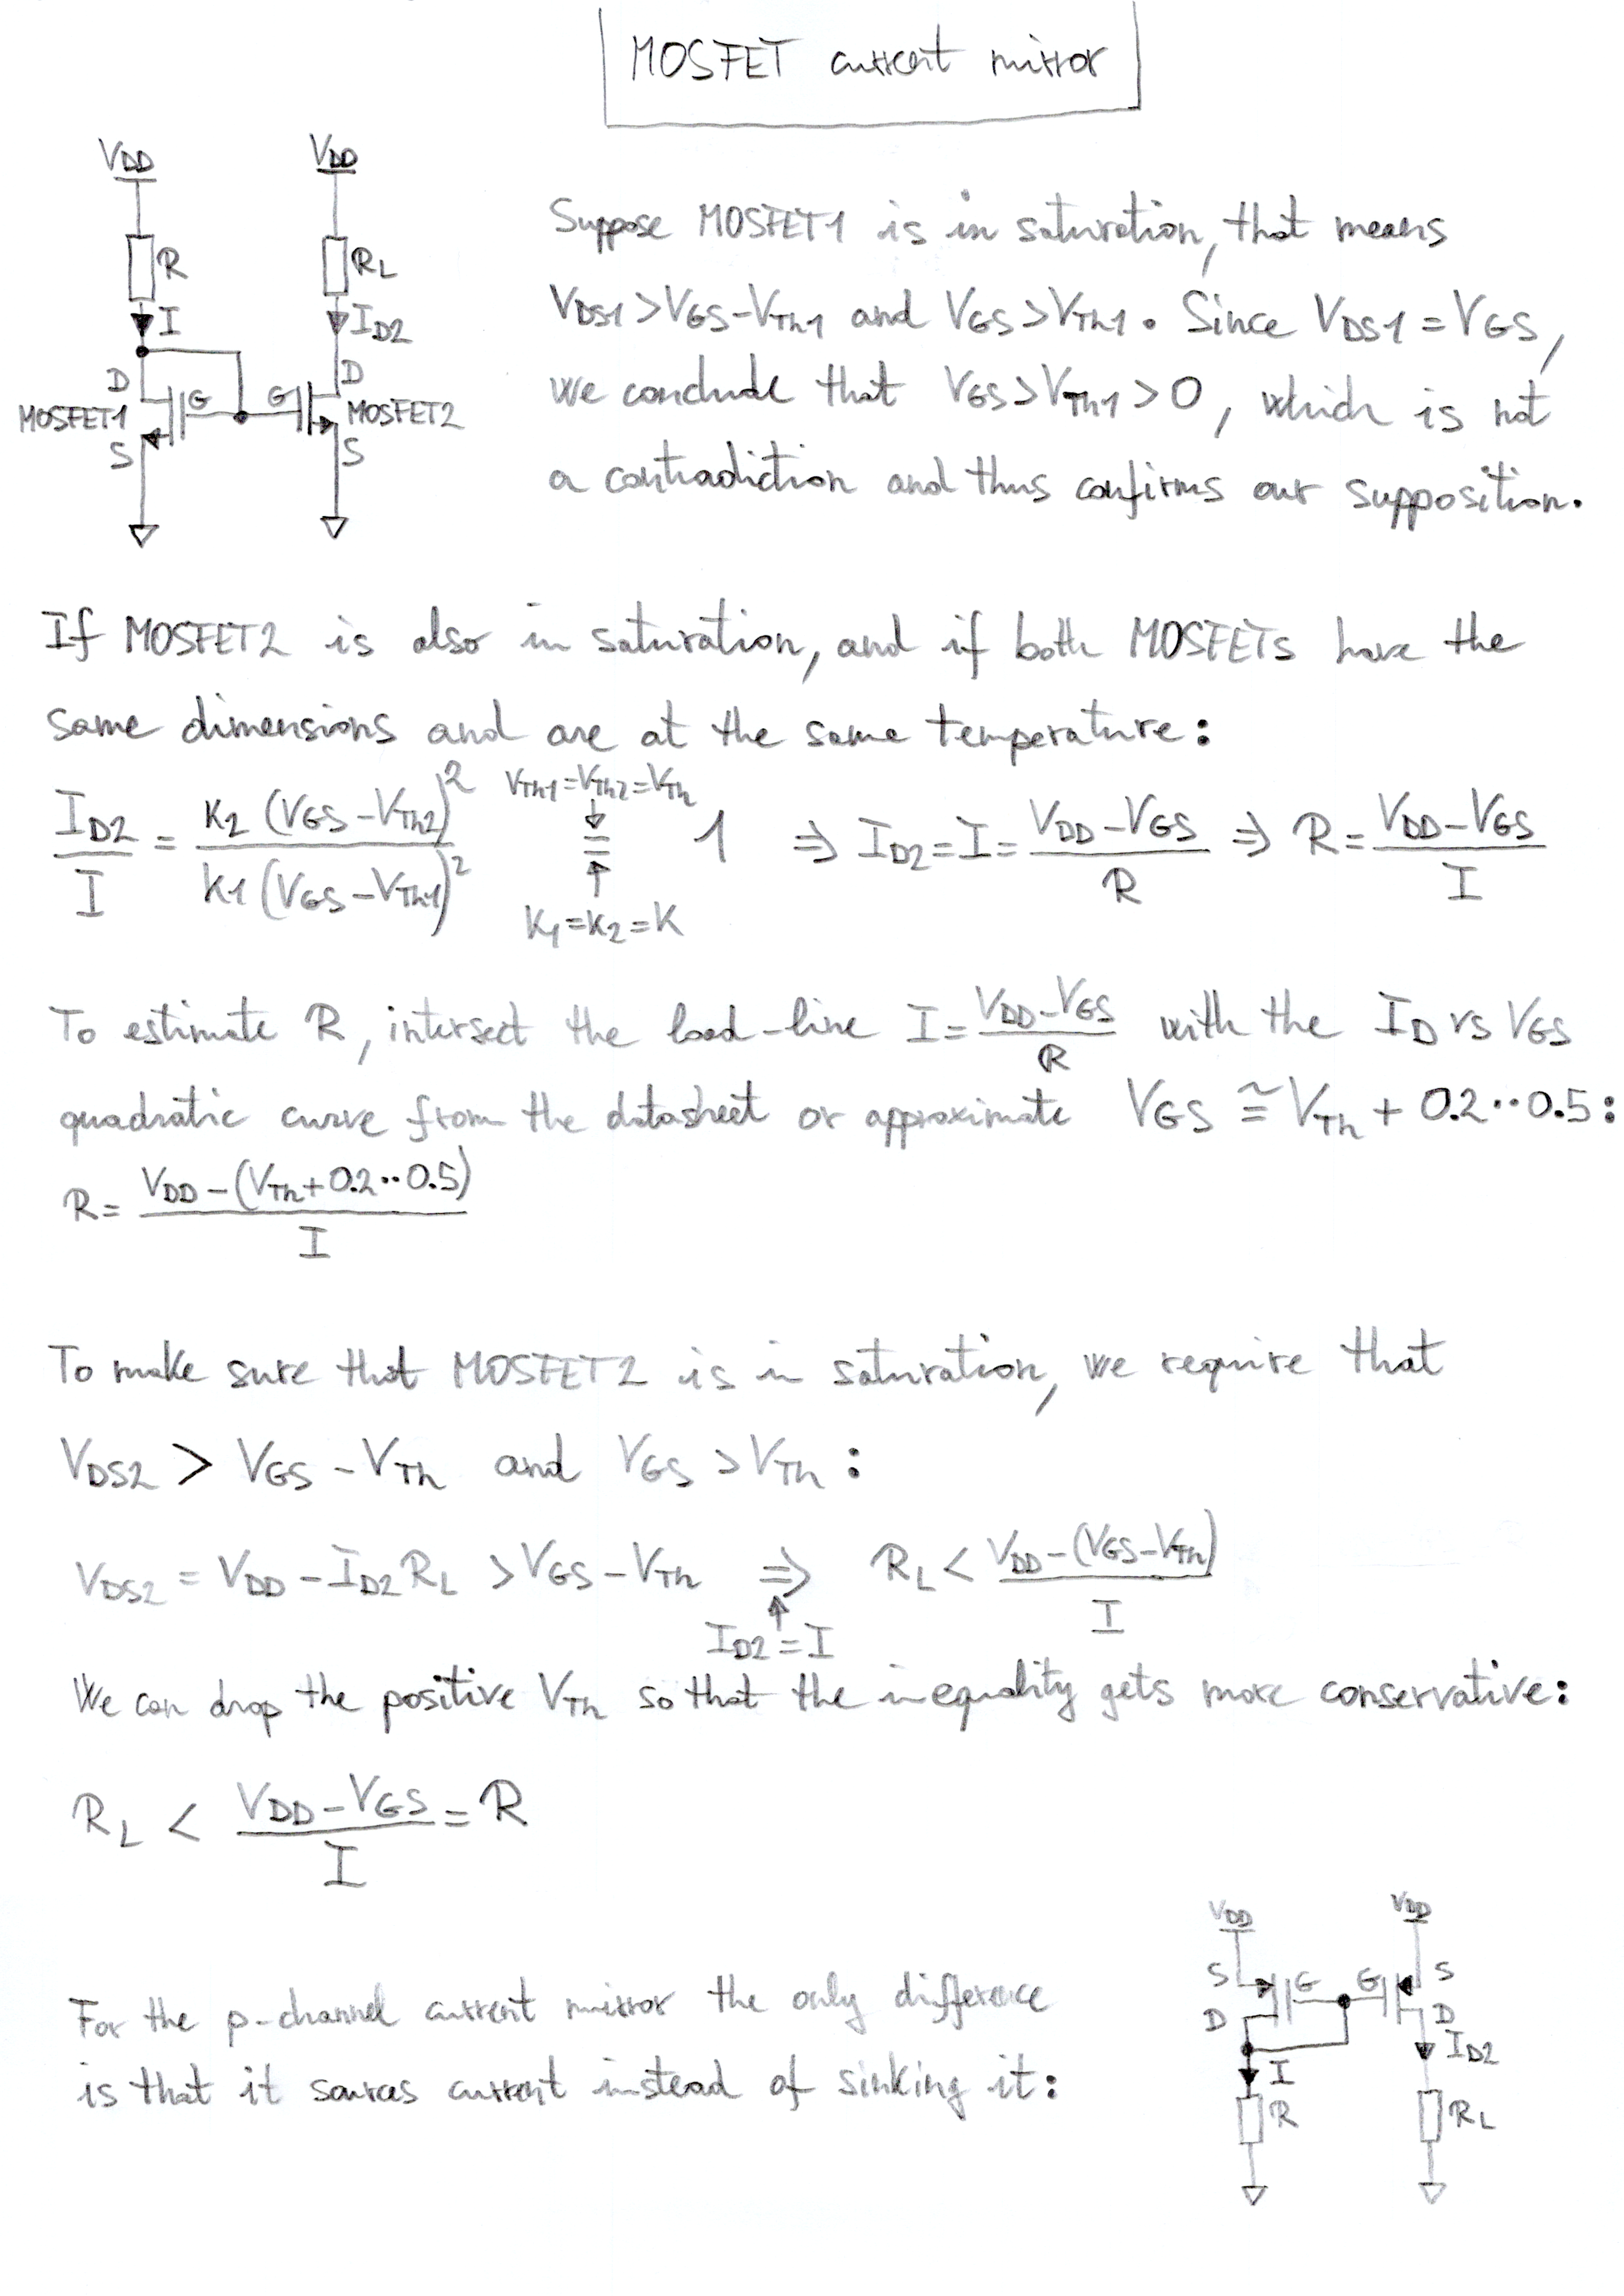 MOSFET current mirror
VDD
VDD
R
RL
I
ID2
D
D
G
G
MOSFET1
MOSFET2
S
S
Suppose MOSFET1 is in saturation, that means
VDS1 > VGS - VTh1 and VGS > VTh1. Since VDS1 = VGS,
we conclude that VGS > VTh1 > 0, which is not
a contradiction and thus confirms our supposition.
If MOSFET2 is also in saturation, and if both MOSFETs have the
same dimensions and are at the same temperature:
ID2/I = K2 (VGS - VTh2)²/K1 (VGS - VTh1)² = 1 ⇒ ID2 = I = (VDD - VGS)/R ⇒ R = (VDD - VGS)/I
VTh1 = VTh2 = VTh
K1 = K2 = K
To estimate R, intersect the load-line I = (VDD - VGS)/R with the ID vs VGS
quadratic curve from the datasheet or approximate VGS ≅ VTh + 0.2..0.5:
R = (VDD - (VTh + 0.2..0.5))/I
To make sure that MOSFET2 is in saturation, we require that
VDS2 > VGS - VTh and VGS > VTh:
VDS2 = VDD - ID2 RL > VGS - VTh ⇒ RL < (VDD - (VGS - VTh))/I
ID2 = I
We can drop the positive VTh so that the inequality gets more conservative:
RL < (VDD - VGS)/I = R
For the p-channel current mirror the only difference
is that it sources current instead of sinking it:
VDD
VDD
S
G
G
S
D
D
I
ID2
R
RL